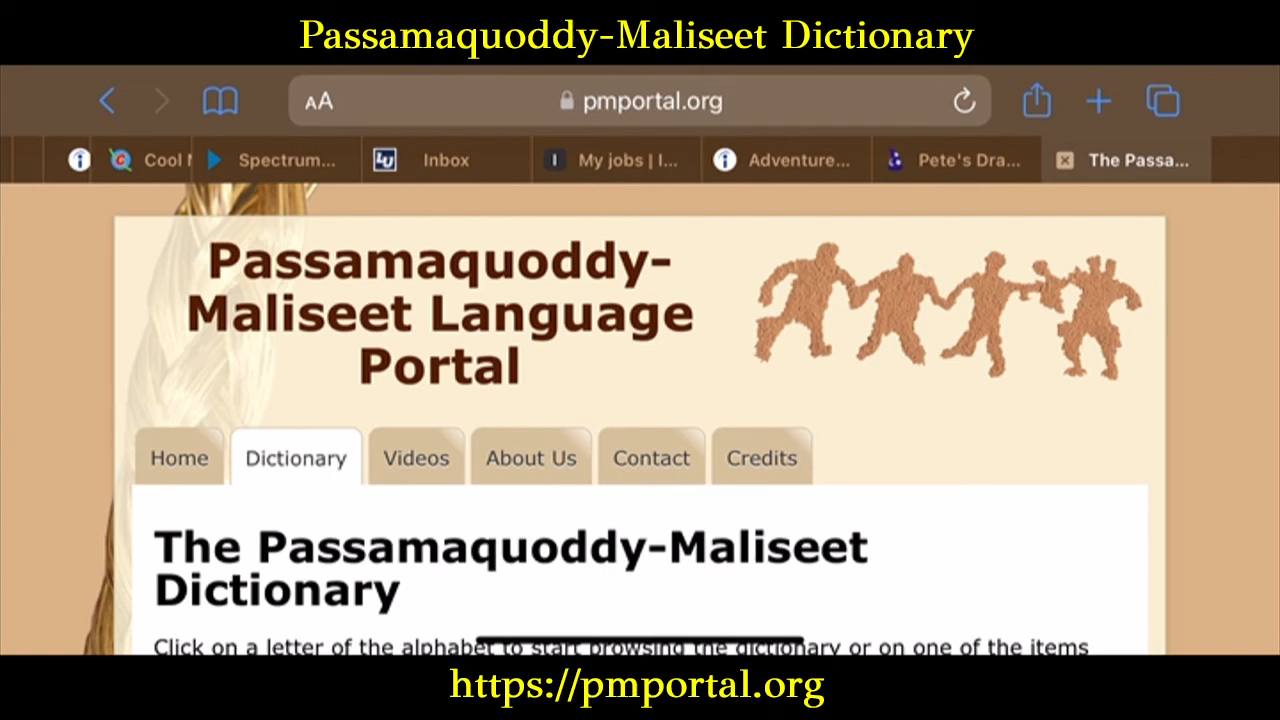 Passamaquoddy-Maliseet Dictionary
AA
pmportal.org
Cool
Spectrum...
LU
Inbox
I
My jobs | I...
Adventure...
Pete's Dra...
The Passa...
Passamaquoddy-
Maliseet Language
Portal
Home
Dictionary
Videos
About Us
Contact
Credits
The Passamaquoddy-Maliseet
Dictionary
Click on a letter of the alphabet to start browsing the dictionary or on one of the items
https://pmportal.org